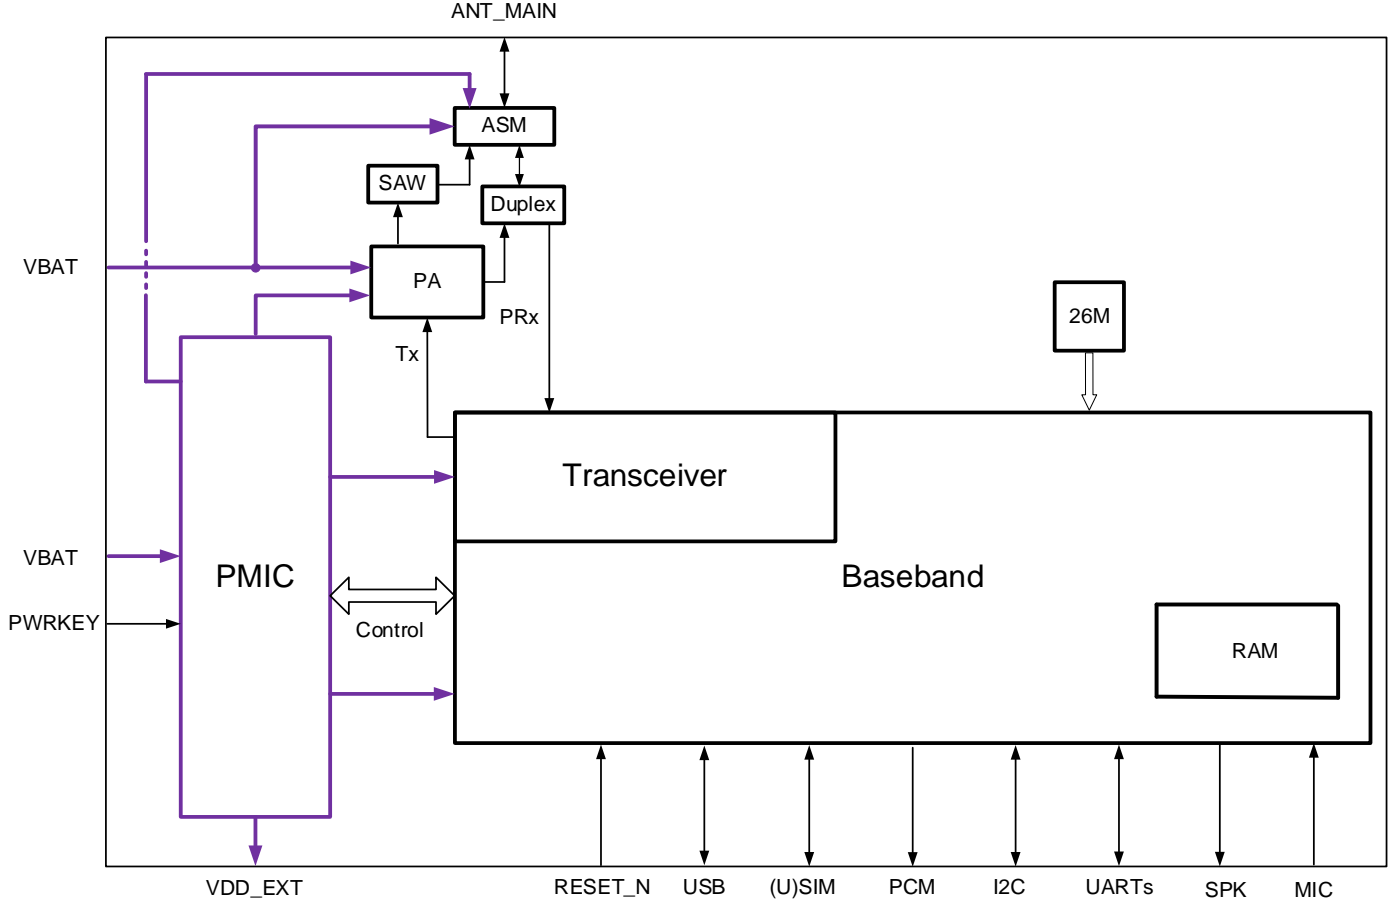 ANT_MAIN
ASM
SAW
Duplex
VBAT
PA
PRx
26M
Tx
Transceiver
VBAT
PMIC
Baseband
PWRKEY
Control
RAM
VDD_EXT
RESET_N
USB
(U)SIM
PCM
I2C
UARTs
SPK
MIC